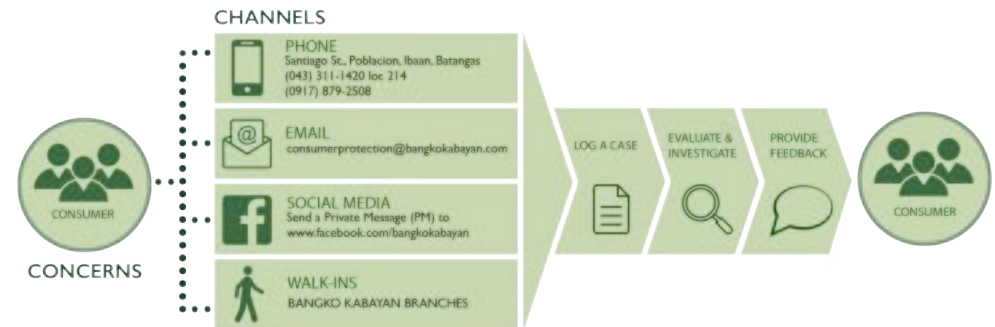 CHANNELS
PHONE
Santiago St., Poblacion, Ibaan, Batangas
(043) 311-1420 loc 214
(0917) 879-2508
EMAIL
consumerprotection@bangkokabayan.com
SOCIAL MEDIA
Send a Private Message (PM) to
www.facebook.com/bangkokabayan
WALK-INS
BANGKO KABAYAN BRANCHES
CONSUMER
CONCERNS
LOG A CASE
EVALUATE &
INVESTIGATE
PROVIDE
FEEDBACK
CONSUMER